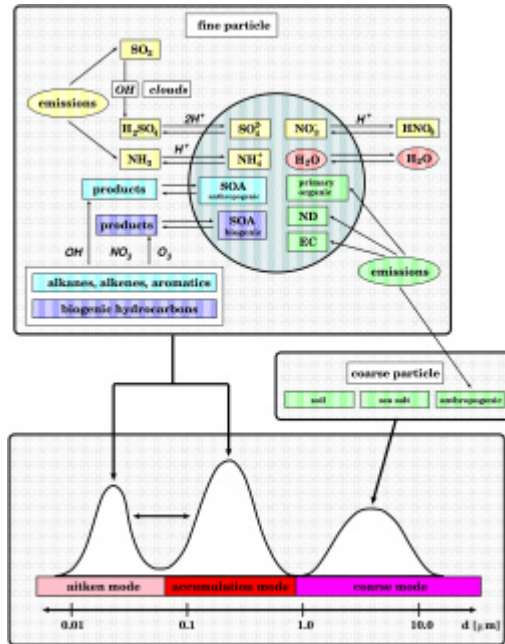 fine particle
SO₂
OH clouds
emissions
H₂SO₄ 2H⁺ SO₄²⁻ NO₃⁻ H⁺ HNO₃
NH₃ H⁺ NH₄⁺ H₂O H₂O
products SOA anthropogenic primary organic
products SOA biogenic ND
EC
OH NO₃ O₃ emissions
alkanes, alkenes, aromatics
biogenic hydrocarbons
coarse particle
soil sea salt anthropogenic
aitken mode accumulation mode coarse mode
0.01 0.1 1.0 10.0 d [μm]